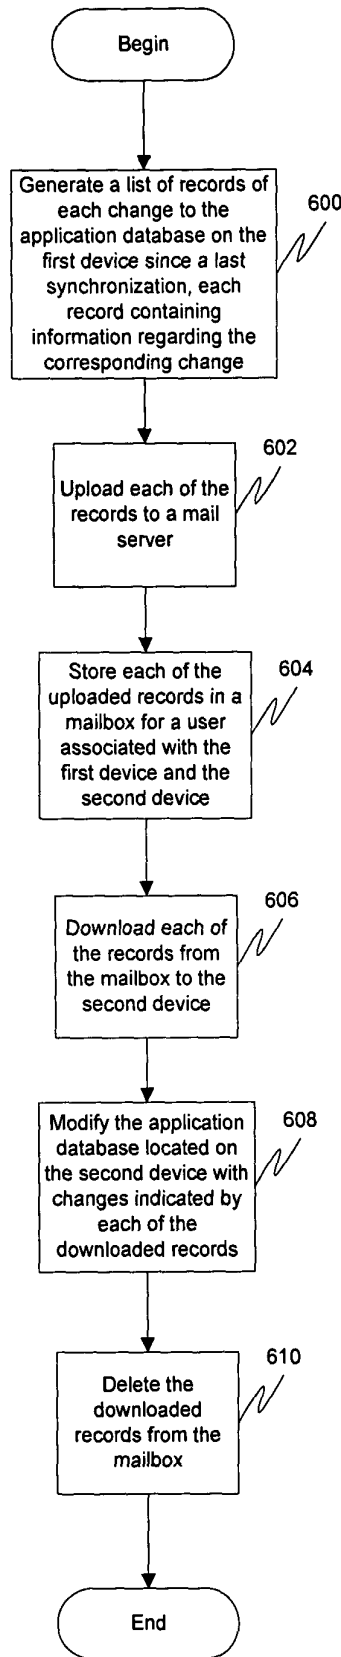 Begin
Generate a list of records of
each change to the
application database on the
first device since a last
synchronization, each
record containing
information regarding the
corresponding change
600
602
Upload each of the
records to a mail
server
Store each of the
uploaded records in a
mailbox for a user
associated with the
first device and the
second device
604
606
Download each of
the records from
the mailbox to the
second device
Modify the application
database located on
the second device with
changes indicated by
each of the
downloaded records
608
610
Delete the
downloaded
records from the
mailbox
End